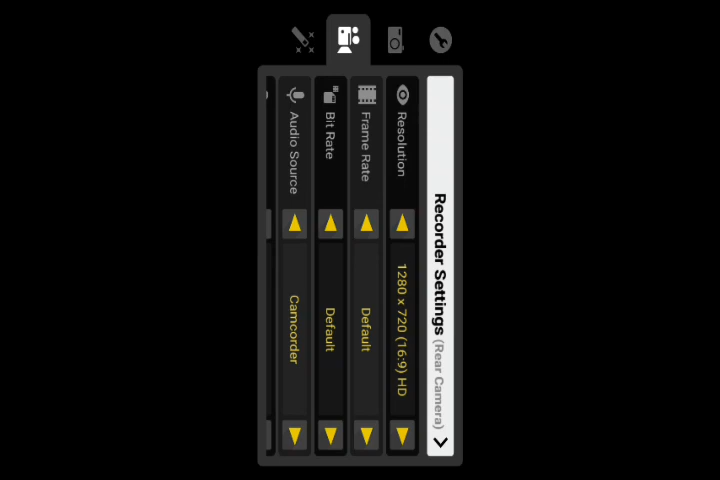 Recorder Settings (Rear Camera)
Resolution
1280 x 720 (16:9) HD
Frame Rate
Default
Bit Rate
Default
Audio Source
Camcorder